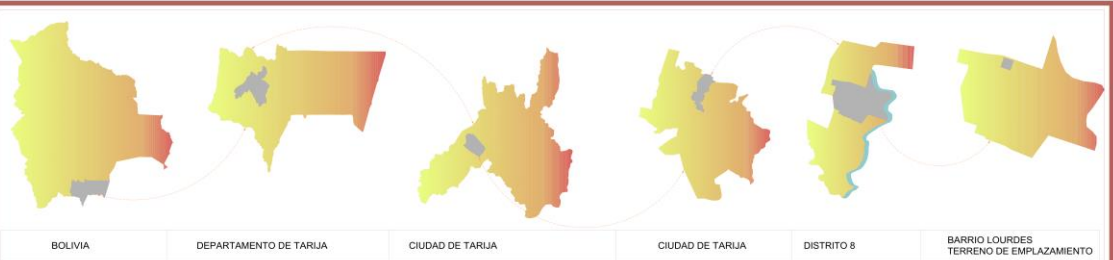 BOLIVIA
DEPARTAMENTO DE TARIJA
CIUDAD DE TARIJA
CIUDAD DE TARIJA
DISTRITO 8
BARRIO LOURDES
TERRENO DE EMPLAZAMIENTO